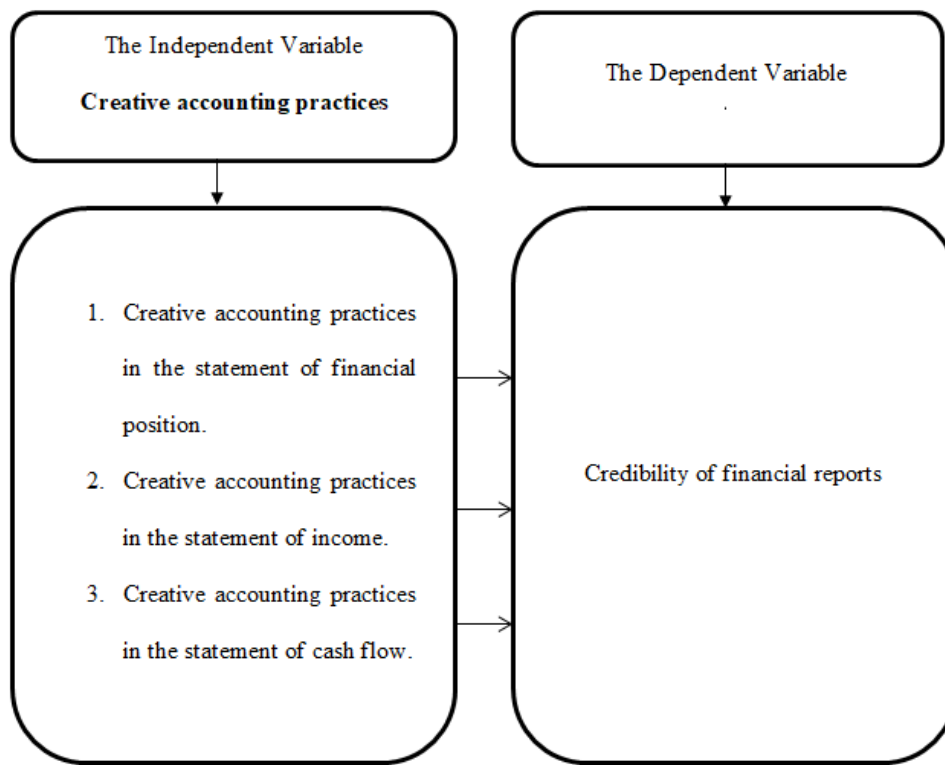 The Independent Variable
Creative accounting practices
The Dependent Variable
.
1. Creative accounting practices
in the statement of financial
position.
2. Creative accounting practices
in the statement of income.
3. Creative accounting practices
in the statement of cash flow.
Credibility of financial reports